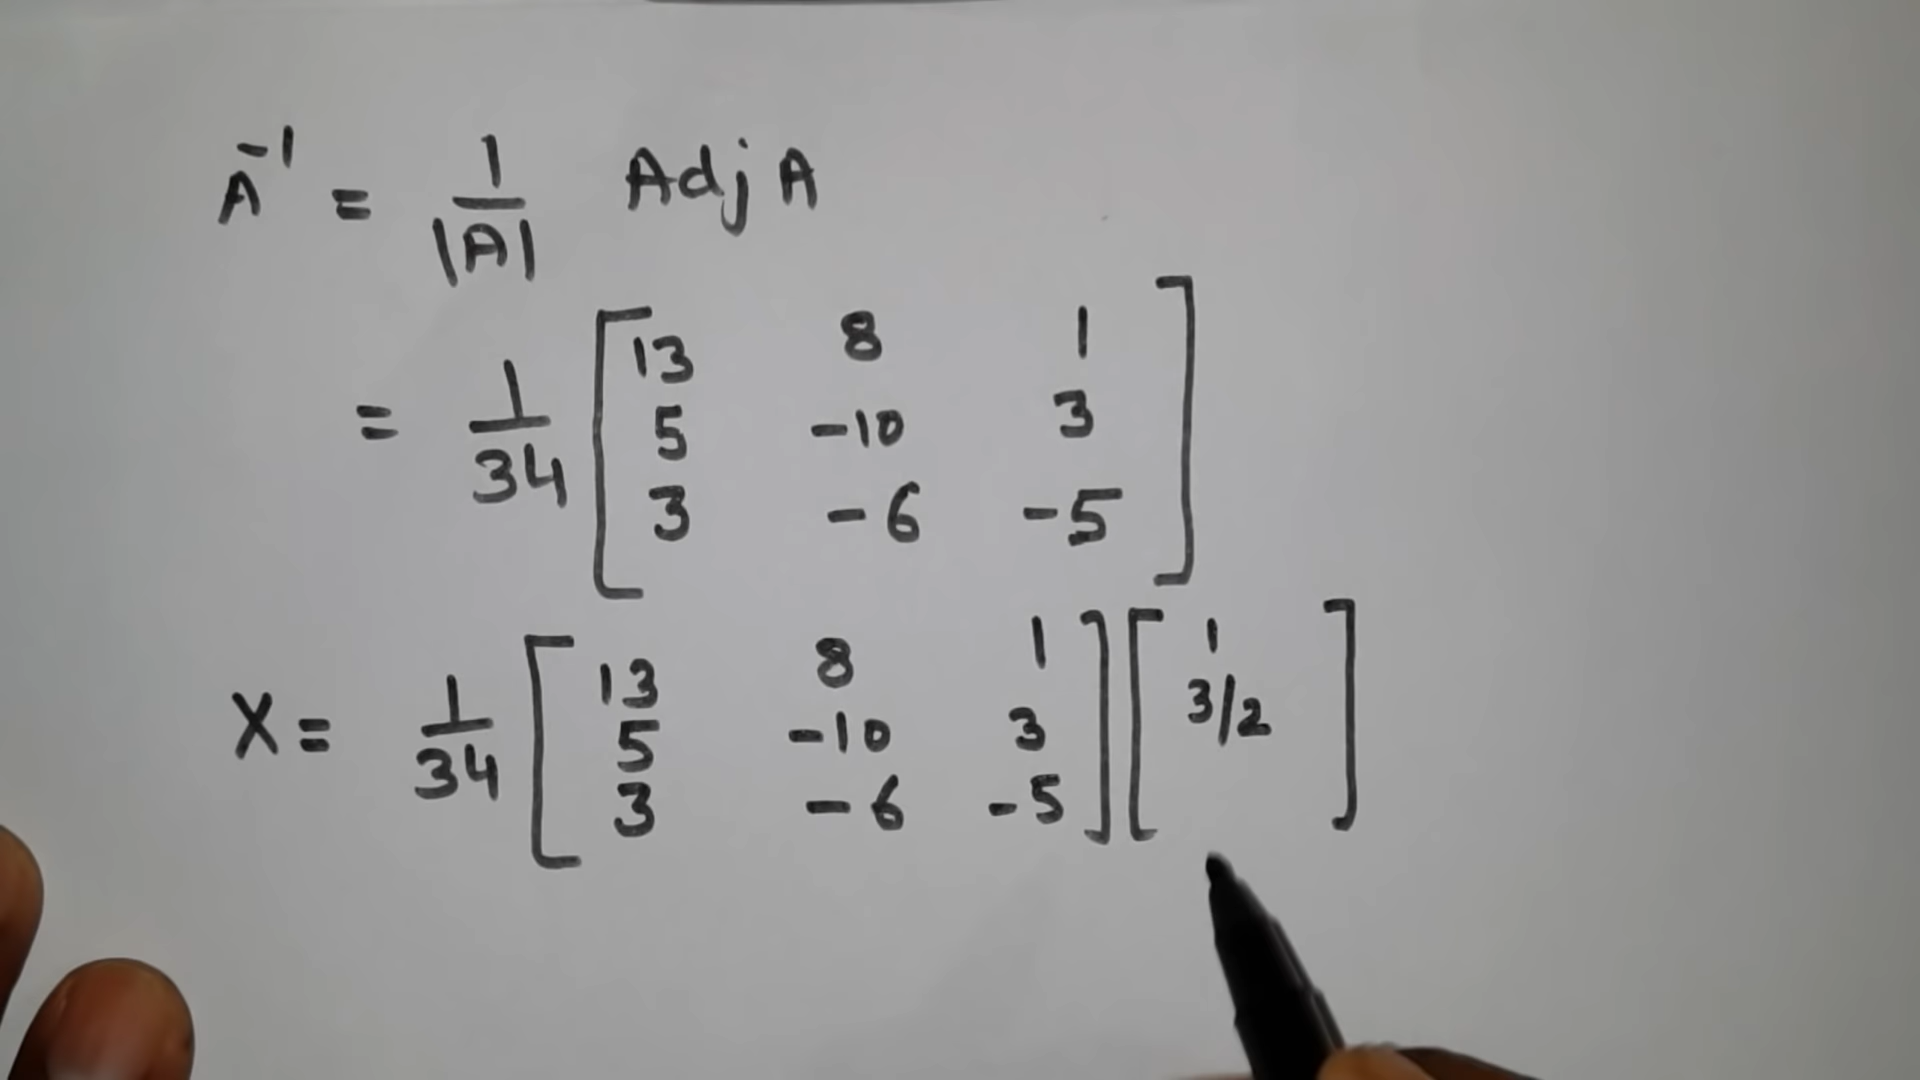 A⁻¹ = 1/|A| Adj A
= 1/34 [13 8 1
5 -10 3
3 -6 -5]
X = 1/34 [13 8 1] [1
5 -10 3 3/2
3 -6 -5 ]